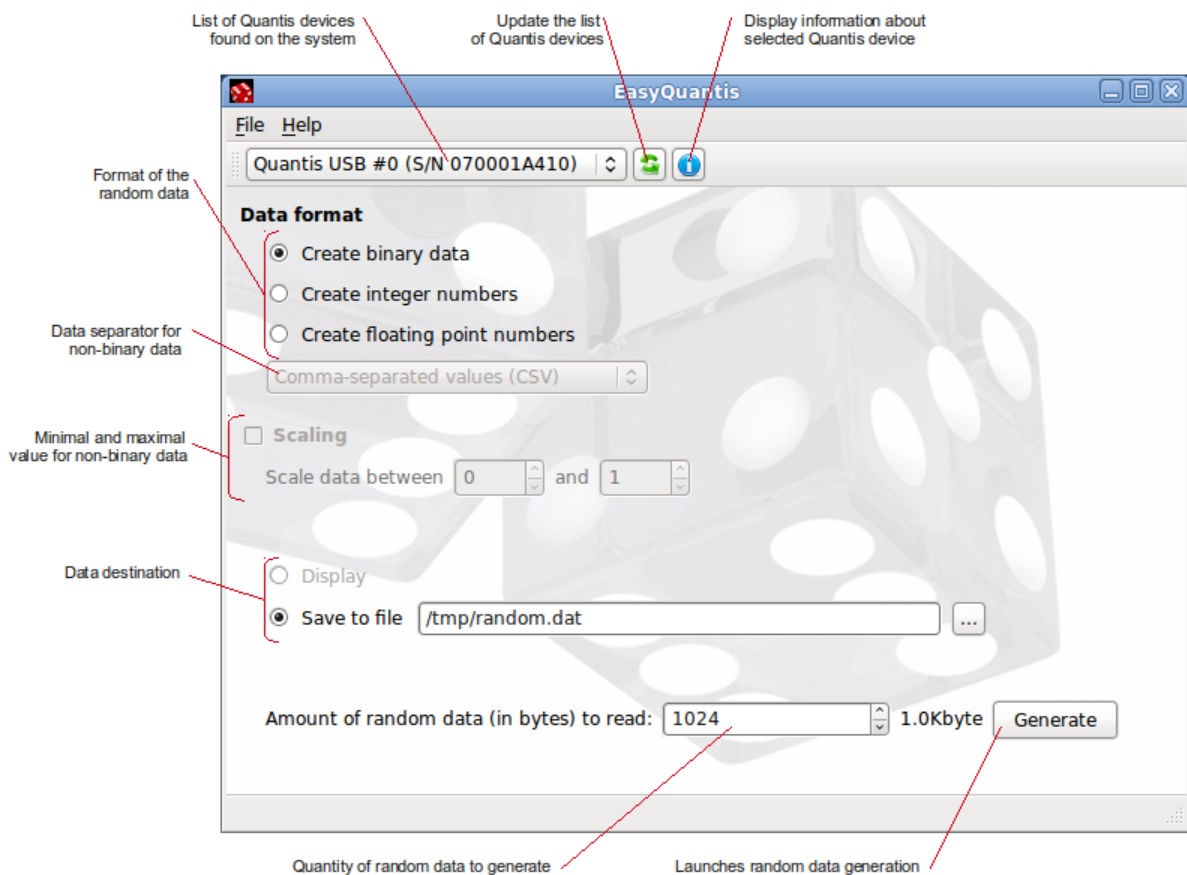 List of Quantis devices
found on the system
Update the list
of Quantis devices
Display information about
selected Quantis device
EasyQuantis
File Help
Quantis USB #0 (S/N 070001A410)
Format of the
random data
Data format
Create binary data
Create integer numbers
Create floating point numbers
Data separator for
non-binary data
Comma-separated values (CSV)
Minimal and maximal
value for non-binary data
Scaling
Scale data between 0 and 1
Data destination
Display
Save to file /tmp/random.dat ...
Amount of random data (in bytes) to read: 1024 1.0Kbyte Generate
Quantity of random data to generate
Launches random data generation